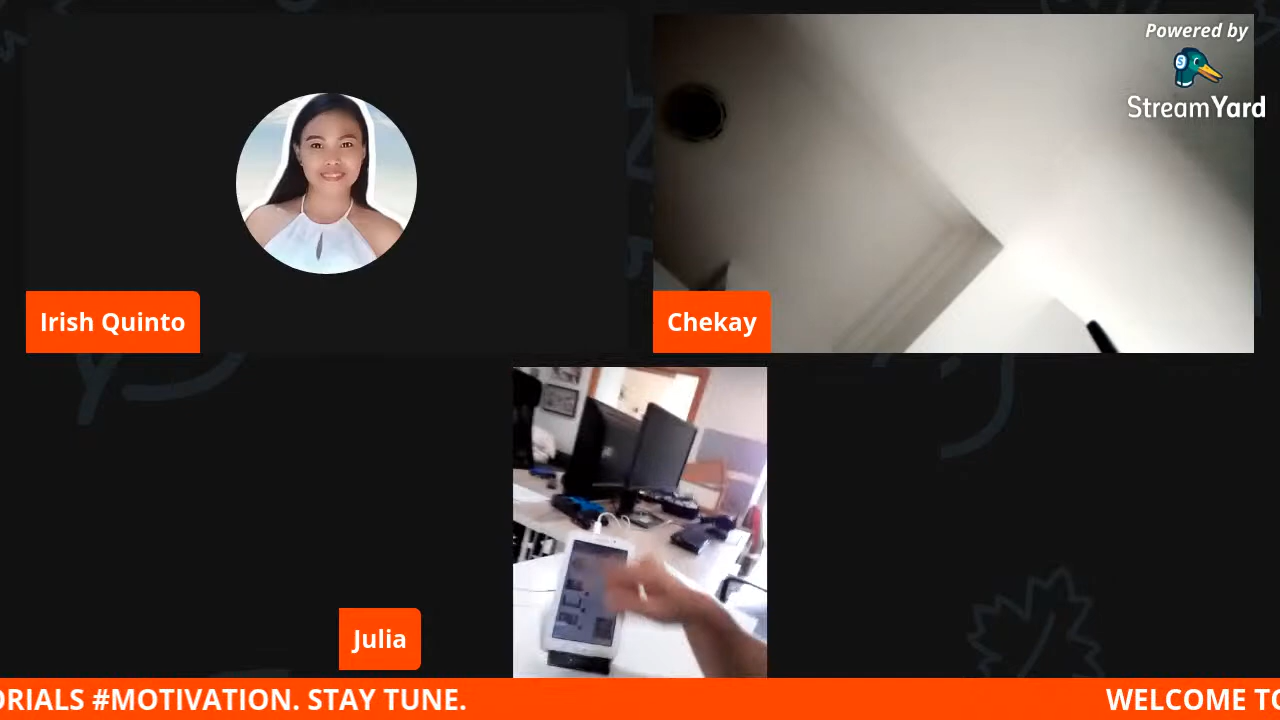 Powered by
StreamYard
Irish Quinto
Chekay
Julia
ORIALS #MOTIVATION. STAY TUNE.
WELCOME TO